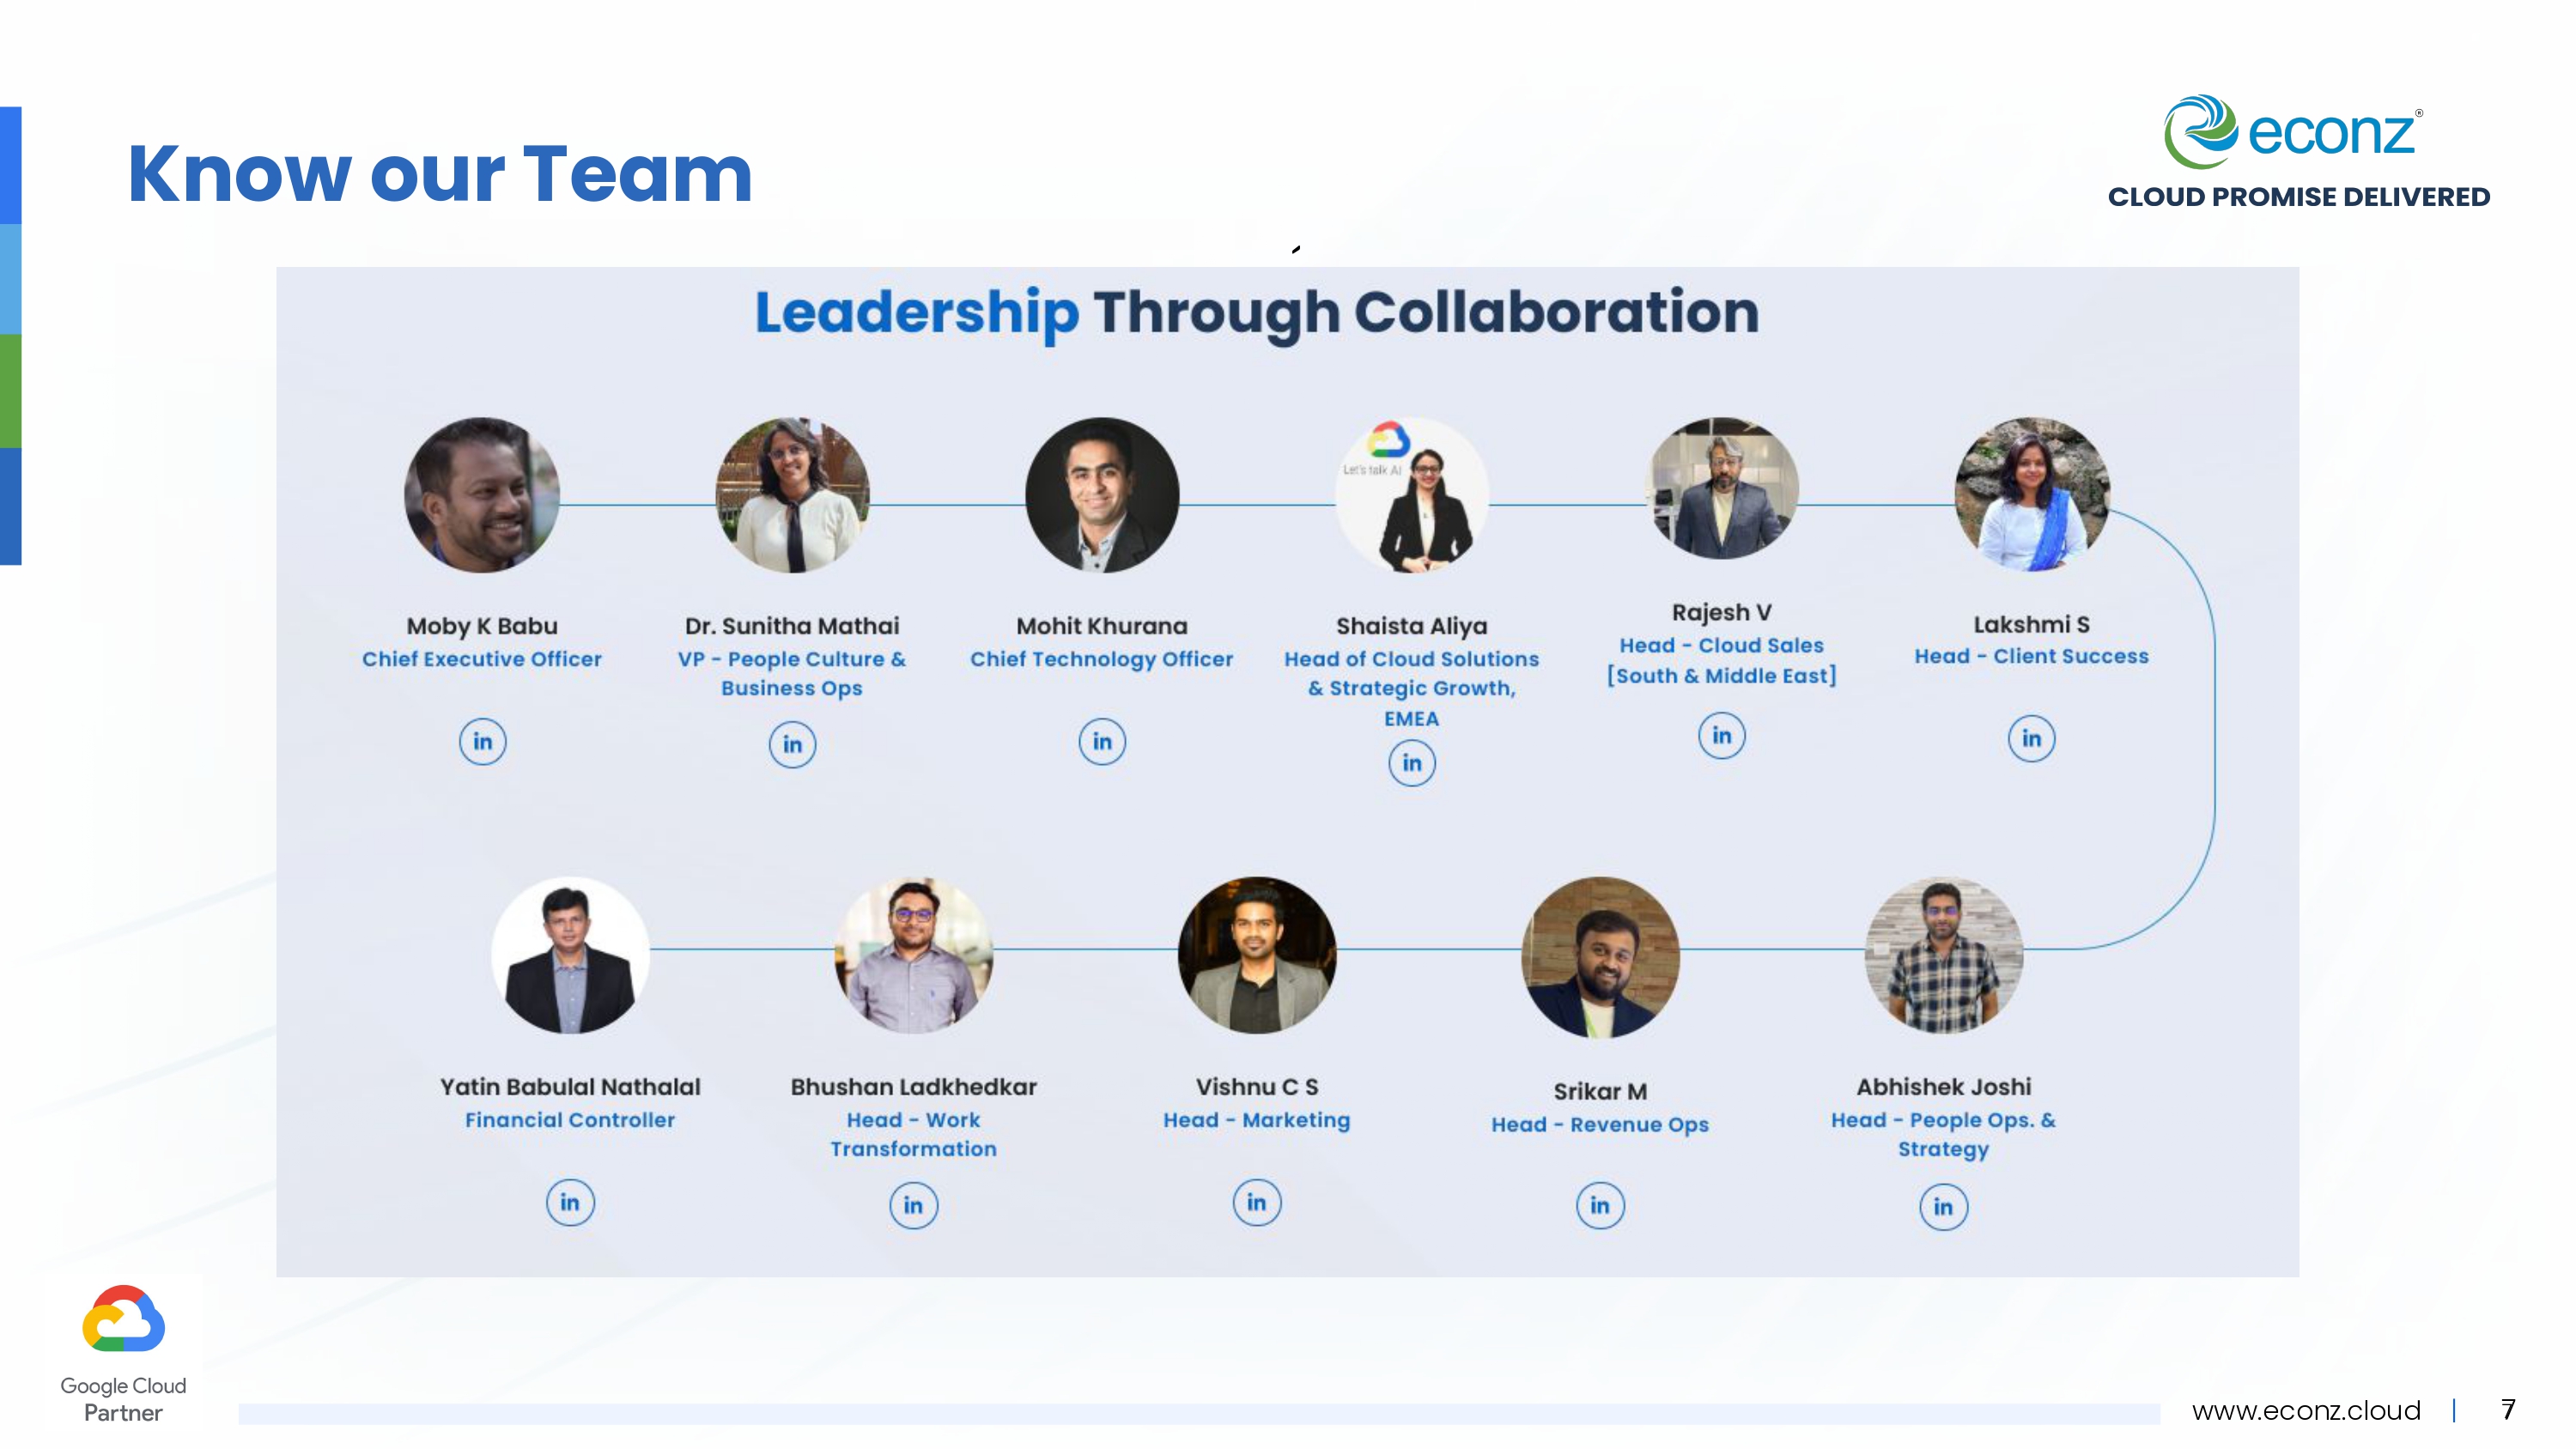 Know our Team
econz®
CLOUD PROMISE DELIVERED
Leadership Through Collaboration
Let's talk AI
Moby K Babu
Chief Executive Officer
in
Dr. Sunitha Mathai
VP - People Culture &
Business Ops
in
Mohit Khurana
Chief Technology Officer
in
Shaista Aliya
Head of Cloud Solutions
& Strategic Growth,
EMEA
in
Rajesh V
Head - Cloud Sales
[South & Middle East]
in
Lakshmi S
Head - Client Success
in
Yatin Babulal Nathalal
Financial Controller
in
Bhushan Ladkhedkar
Head - Work
Transformation
in
Vishnu C S
Head - Marketing
in
Srikar M
Head - Revenue Ops
in
Abhishek Joshi
Head - People Ops. &
Strategy
in
Google Cloud
Partner
www.econz.cloud | 7